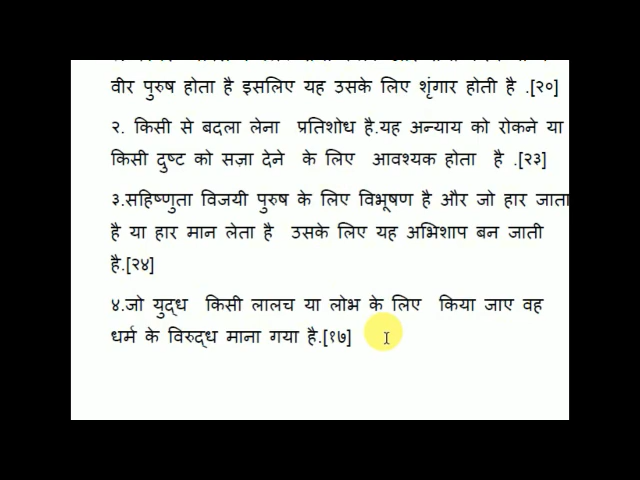 वीर पुरुष होता है इसलिए यह उसके लिए शृंगार होती है .[२०]
२. किसी से बदला लेना प्रतिशोध है.यह अन्याय को रोकने या
किसी दुष्ट को सज़ा देने के लिए आवश्यक होता है .[२३]
३.सहिष्णुता विजयी पुरुष के लिए विभूषण है और जो हार जाता
है या हार मान लेता है उसके लिए यह अभिशाप बन जाती
है.[२४]
४.जो युद्ध किसी लालच या लोभ के लिए किया जाए वह
धर्म के विरुद्ध माना गया है.[१७]